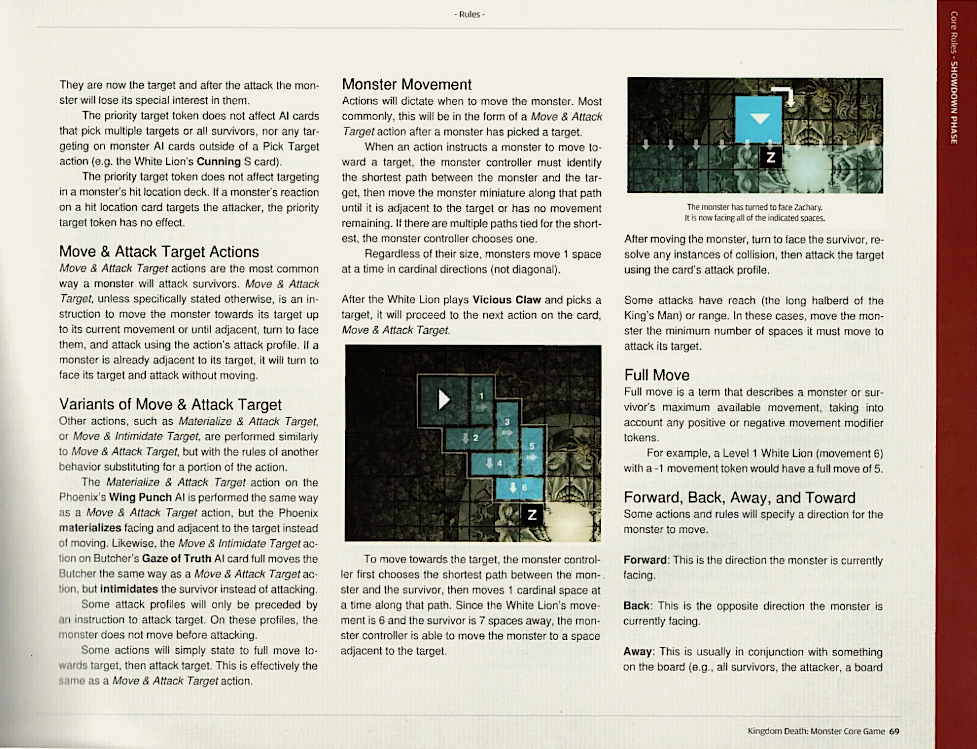 - Rules -
Core Rules - SHOWDOWN PHASE
They are now the target and after the attack the mon-
ster will lose its special interest in them.
The priority target token does not affect AI cards
that pick multiple targets or all survivors, nor any tar-
geting on monster AI cards outside of a Pick Target
action (e.g. the White Lion's Cunning S card).
The priority target token does not affect targeting
in a monster's hit location deck. If a monster's reaction
on a hit location card targets the attacker, the priority
target token has no effect.
Move & Attack Target Actions
Move & Attack Target actions are the most common
way a monster will attack survivors. Move & Attack
Target, unless specifically stated otherwise, is an in-
struction to move the monster towards its target up
to its current movement or until adjacent, turn to face
them, and attack using the action's attack profile. If a
monster is already adjacent to its target, it will turn to
face its target and attack without moving.
Variants of Move & Attack Target
Other actions, such as Materialize & Attack Target,
or Move & Intimidate Target, are performed similarly
to Move & Attack Target, but with the rules of another
behavior substituting for a portion of the action.
The Materialize & Attack Target action on the
Phoenix's Wing Punch AI is performed the same way
as a Move & Attack Target action, but the Phoenix
materializes facing and adjacent to the target instead
of moving. Likewise, the Move & Intimidate Target ac-
tion on Butcher's Gaze of Truth AI card full moves the
Butcher the same way as a Move & Attack Target ac-
tion, but intimidates the survivor instead of attacking.
Some attack profiles will only be preceded by
an instruction to attack target. On these profiles, the
monster does not move before attacking.
Some actions will simply state to full move to-
wards target, then attack target. This is effectively the
same as a Move & Attack Target action.
Monster Movement
Actions will dictate when to move the monster. Most
commonly, this will be in the form of a Move & Attack
Target action after a monster has picked a target.
When an action instructs a monster to move to-
ward a target, the monster controller must identify
the shortest path between the monster and the tar-
get, then move the monster miniature along that path
until it is adjacent to the target or has no movement
remaining. If there are multiple paths tied for the short-
est, the monster controller chooses one.
Regardless of their size, monsters move 1 space
at a time in cardinal directions (not diagonal).
After the White Lion plays Vicious Claw and picks a
target, it will proceed to the next action on the card,
Move & Attack Target.
1
2
3
4
5
6
Z
To move towards the target, the monster control-
ler first chooses the shortest path between the mon-
ster and the survivor, then moves 1 cardinal space at
a time along that path. Since the White Lion's move-
ment is 6 and the survivor is 7 spaces away, the mon-
ster controller is able to move the monster to a space
adjacent to the target.
Z
The monster has turned to face Zachary.
It is now facing all of the indicated spaces.
After moving the monster, turn to face the survivor, re-
solve any instances of collision, then attack the target
using the card's attack profile.
Some attacks have reach (the long halberd of the
King's Man) or range. In these cases, move the mon-
ster the minimum number of spaces it must move to
attack its target.
Full Move
Full move is a term that describes a monster or sur-
vivor's maximum available movement, taking into
account any positive or negative movement modifier
tokens.
For example, a Level 1 White Lion (movement 6)
with a -1 movement token would have a full move of 5.
Forward, Back, Away, and Toward
Some actions and rules will specify a direction for the
monster to move.
Forward: This is the direction the monster is currently
facing.
Back: This is the opposite direction the monster is
currently facing.
Away: This is usually in conjunction with something
on the board (e.g., all survivors, the attacker, a board
Kingdom Death: Monster Core Game 69